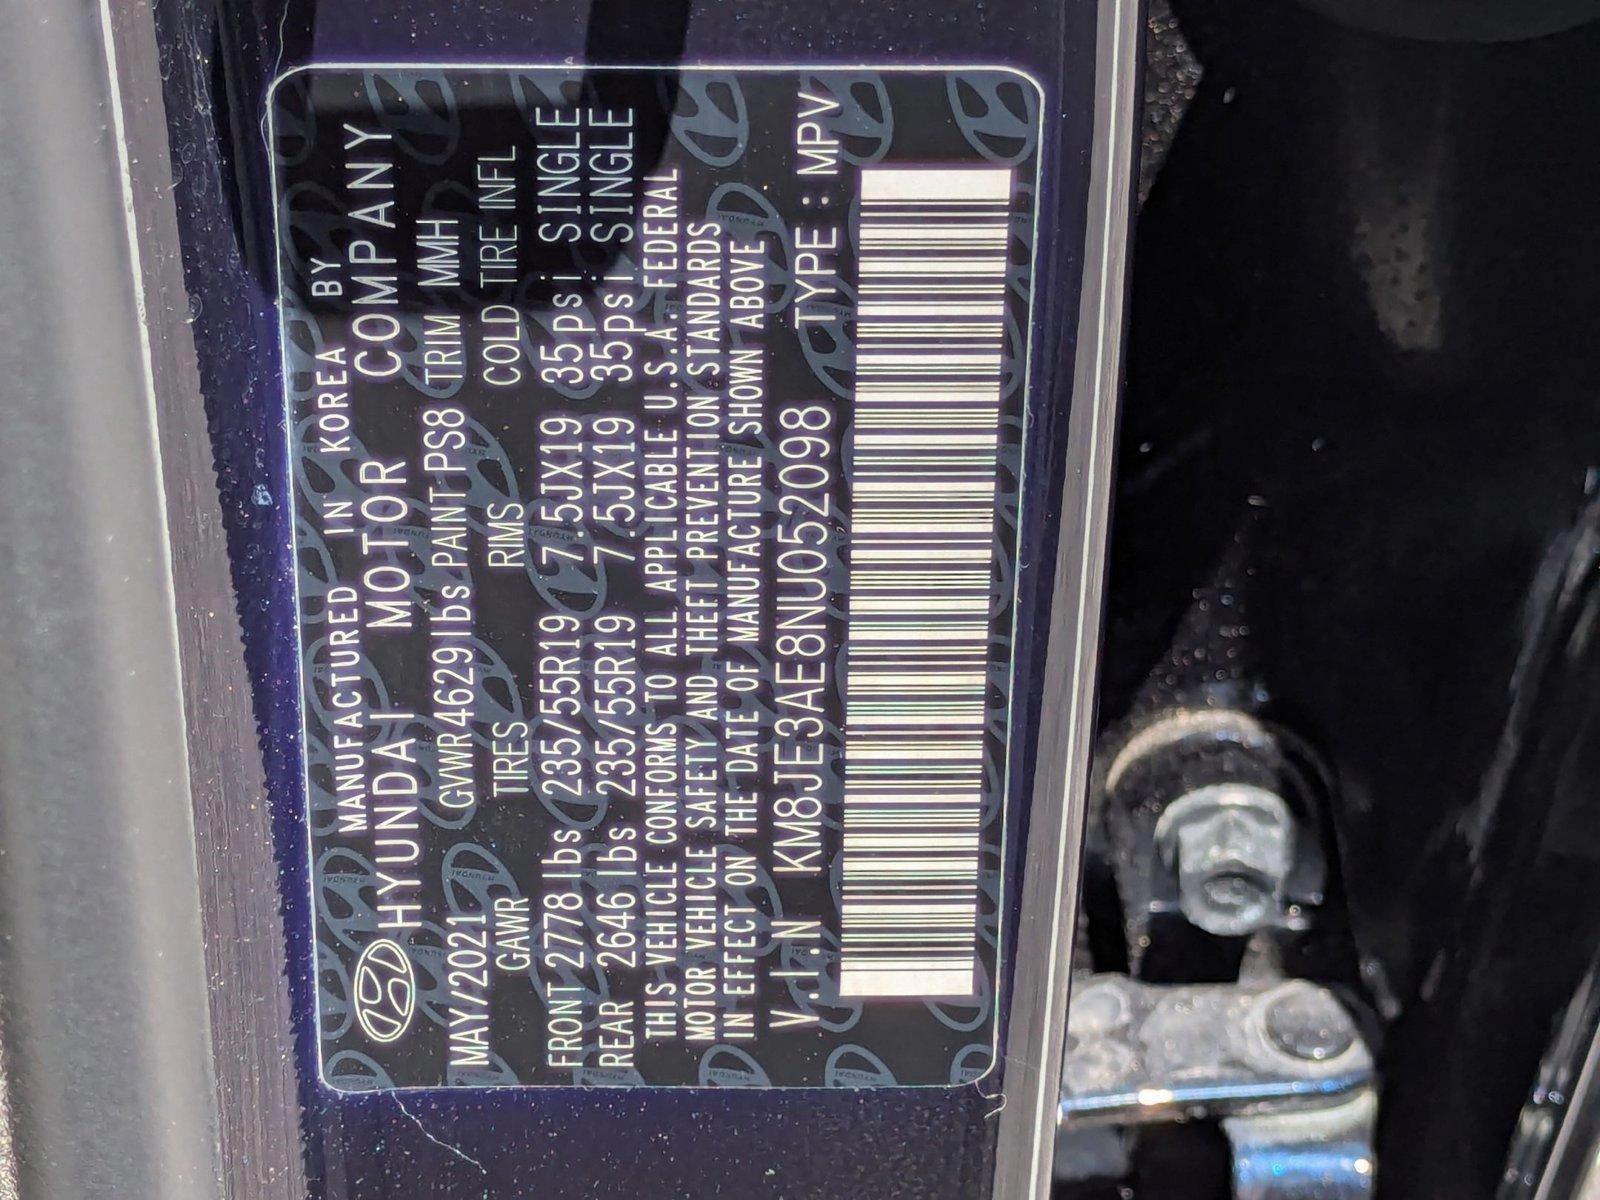 MANUFACTURED IN KOREA BY
HYUNDAI MOTOR COMPANY
MAY/2021 GVWR4629lbs PAINT PS8 TRIM MMH
GAWR TIRES RIMS COLD TIRE INFL
FRONT 2778lbs 235/55R19 7.5JX19 35psi SINGLE
REAR 2646lbs 235/55R19 7.5JX19 35psi SINGLE
THIS VEHICLE CONFORMS TO ALL APPLICABLE U.S.A FEDERAL
MOTOR VEHICLE SAFETY AND THEFT PREVENTION STANDARDS
IN EFFECT ON THE DATE OF MANUFACTURE SHOWN ABOVE
V.I.N KM8JE3AE8NU052098 TYPE : MPV